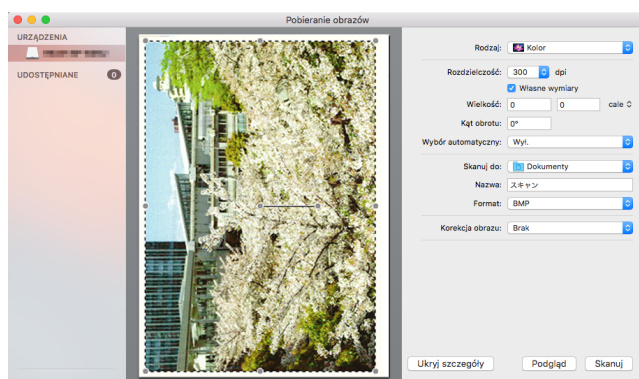 Pobieranie obrazów
URZĄDZENIA
UDOSTĘPNIANE 0
Rodzaj: Kolor
Rozdzielczość: 300 dpi
Własne wymiary
Wielkość: 0 0 cale
Kąt obrotu: 0°
Wybór automatyczny: Wył.
Skanuj do: Dokumenty
Nazwa: スキャン
Format: BMP
Korekcja obrazu: Brak
Ukryj szczegóły Podgląd Skanuj